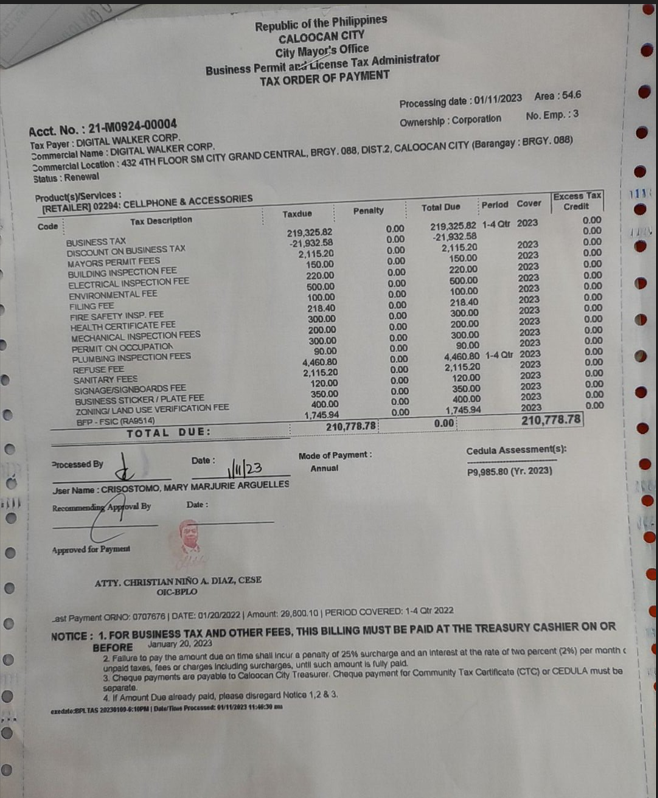 Republic of the Philippines
CALOOCAN CITY
City Mayor's Office
Business Permit and License Tax Administrator
TAX ORDER OF PAYMENT
Processing date : 01/11/2023 Area : 54.6
Acct. No. : 21-M0924-00004
Ownership : Corporation No. Emp. : 3
Tax Payer : DIGITAL WALKER CORP.
Commercial Name : DIGITAL WALKER CORP.
Commercial Location : 432 4TH FLOOR SM CITY GRAND CENTRAL, BRGY. 088, DIST.2, CALOOCAN CITY (Barangay : BRGY. 088)
Status : Renewal
Product(s)/Services :
[RETAILER] 02294: CELLPHONE & ACCESSORIES
Code Tax Description Taxdue Penalty Total Due Period Cover Excess Tax Credit
BUSINESS TAX 219,325.82 0.00 219,325.82 1-4 Qtr 2023 0.00
DISCOUNT ON BUSINESS TAX -21,932.58 0.00 -21,932.58 0.00
MAYORS PERMIT FEES 2,115.20 0.00 2,115.20 2023 0.00
BUILDING INSPECTION FEE 150.00 0.00 150.00 2023 0.00
ELECTRICAL INSPECTION FEE 220.00 0.00 220.00 2023 0.00
ENVIRONMENTAL FEE 500.00 0.00 500.00 2023 0.00
FILING FEE 100.00 0.00 100.00 2023 0.00
FIRE SAFETY INSP. FEE 218.40 0.00 218.40 2023 0.00
HEALTH CERTIFICATE FEE 300.00 0.00 300.00 2023 0.00
MECHANICAL INSPECTION FEES 200.00 0.00 200.00 2023 0.00
PERMIT ON OCCUPATION 300.00 0.00 300.00 2023 0.00
PLUMBING INSPECTION FEES 90.00 0.00 90.00 2023 0.00
REFUSE FEE 4,460.80 0.00 4,460.80 1-4 Qtr 2023 0.00
SANITARY FEES 2,115.20 0.00 2,115.20 2023 0.00
SIGNAGE/SIGNBOARDS FEE 120.00 0.00 120.00 2023 0.00
BUSINESS STICKER / PLATE FEE 350.00 0.00 350.00 2023 0.00
ZONING/ LAND USE VERIFICATION FEE 400.00 0.00 400.00 2023 0.00
BFP - FSIC (RA9514) 1,745.94 0.00 1,745.94 2023 0.00
TOTAL DUE: 210,778.78 0.00 210,778.78
Processed By Date : 1/11/23 Mode of Payment : Cedula Assessment(s):
Annual P9,985.80 (Yr. 2023)
User Name : CRISOSTOMO, MARY MARJURIE ARGUELLES
Recommending Approval By Date :
Approved for Payment
ATTY. CHRISTIAN NIÑO A. DIAZ, CESE
OIC-BPLO
Last Payment ORNO: 0707676 | DATE: 01/20/2022 | Amount: 29,800.10 | PERIOD COVERED: 1-4 Qtr 2022
NOTICE : 1. FOR BUSINESS TAX AND OTHER FEES, THIS BILLING MUST BE PAID AT THE TREASURY CASHIER ON OR
BEFORE January 20, 2023
2. Failure to pay the amount due on time shall incur a penalty of 25% surcharge and an interest at the rate of two percent (2%) per month
unpaid taxes, fees or charges including surcharges, until such amount is fully paid.
3. Cheque payments are payable to Caloocan City Treasurer. Cheque payment for Community Tax Certificate (CTC) or CEDULA must be
separate.
4. If Amount Due already paid, please disregard Notice 1,2 & 3.
Date/Time Processed: 01/11/2023